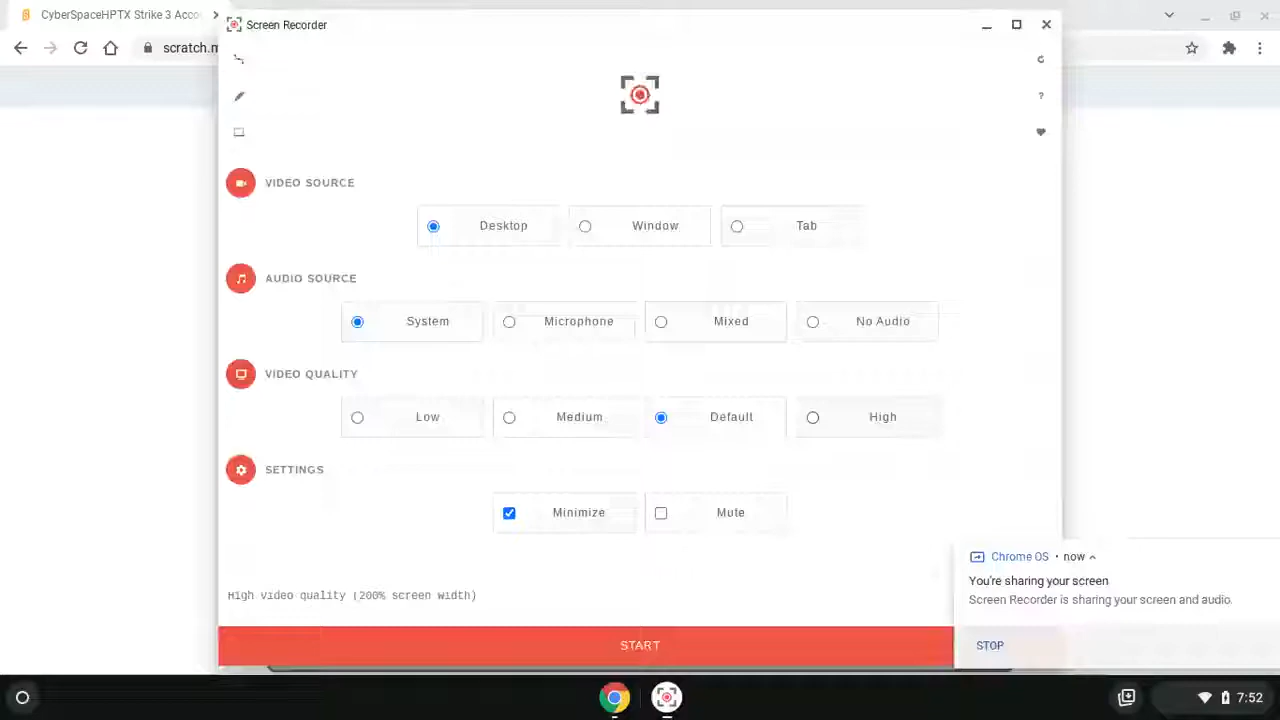 CyberSpaceHPTX Strike 3 Acco
Screen Recorder
scratch.m
?
VIDEO SOURCE
Desktop
Window
Tab
AUDIO SOURCE
System
Microphone
Mixed
No Audio
VIDEO QUALITY
Low
Medium
Default
High
SETTINGS
Minimize
Mute
Chrome OS • now
You're sharing your screen
Screen Recorder is sharing your screen and audio.
High video quality (200% screen width)
START
STOP
7:52